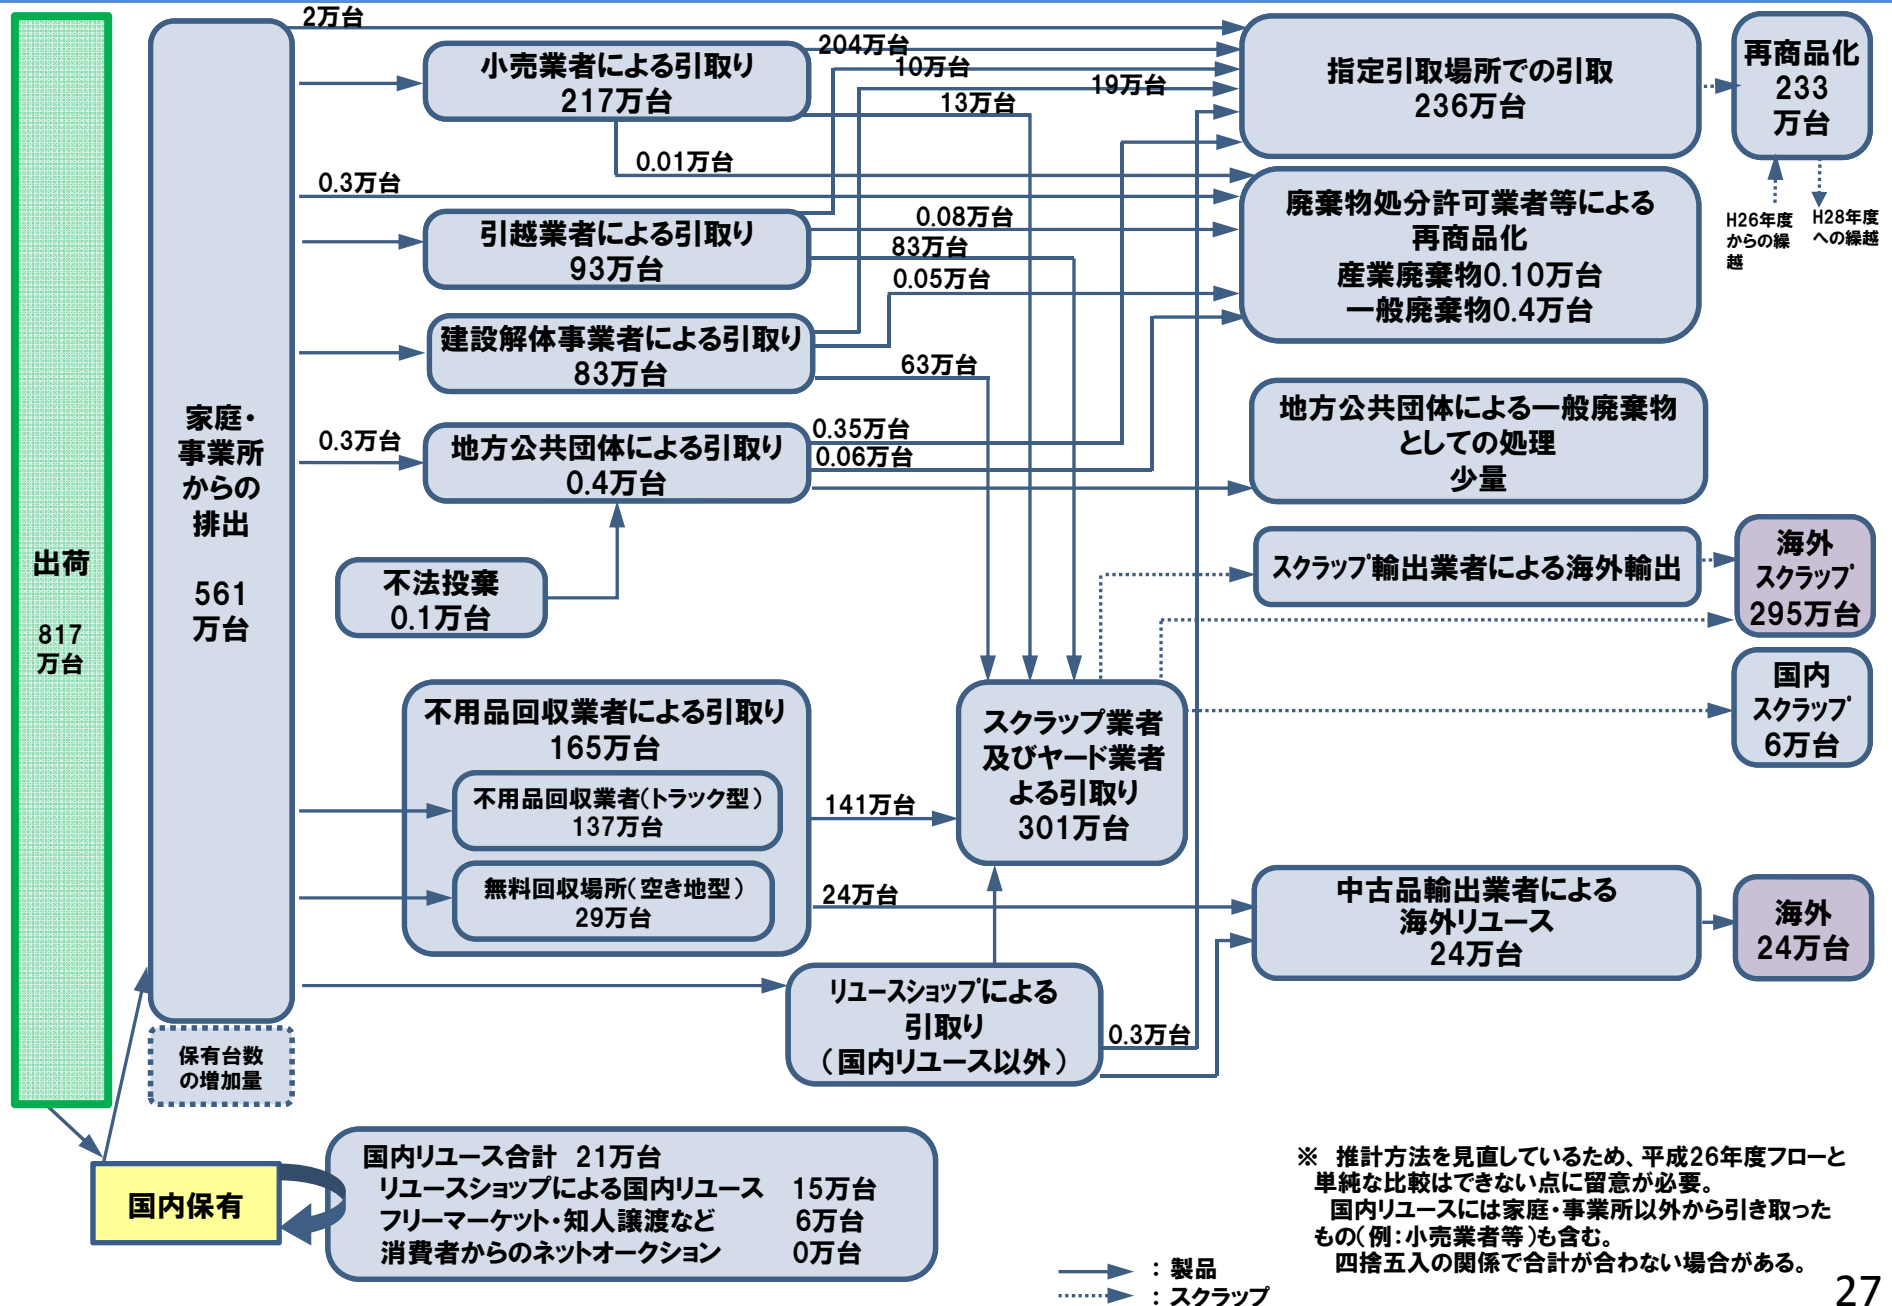 出荷
817
万台
家庭・
事業所
からの
排出
561
万台
保有台数
の増加量
国内保有
2万台
小売業者による引取り
217万台
204万台
10万台
19万台
13万台
0.01万台
0.3万台
引越業者による引取り
93万台
0.08万台
83万台
0.05万台
建設解体事業者による引取り
83万台
63万台
0.3万台
地方公共団体による引取り
0.4万台
0.35万台
0.06万台
不法投棄
0.1万台
不用品回収業者による引取り
165万台
不用品回収業者(トラック型)
137万台
無料回収場所(空き地型)
29万台
141万台
24万台
スクラップ業者
及びヤード業者
よる引取り
301万台
リユースショップによる
引取り
(国内リユース以外)
0.3万台
指定引取場所での引取
236万台
再商品化
233
万台
H26年度
からの繰
越
H28年度
への繰越
廃棄物処分許可業者等による
再商品化
産業廃棄物0.10万台
一般廃棄物0.4万台
地方公共団体による一般廃棄物
としての処理
少量
スクラップ輸出業者による海外輸出
海外
スクラップ
295万台
国内
スクラップ
6万台
中古品輸出業者による
海外リユース
24万台
海外
24万台
国内リユース合計 21万台
リユースショップによる国内リユース 15万台
フリーマーケット・知人譲渡など 6万台
消費者からのネットオークション 0万台
※ 推計方法を見直しているため、平成26年度フローと
単純な比較はできない点に留意が必要。
国内リユースには家庭・事業所以外から引き取った
もの(例:小売業者等)も含む。
四捨五入の関係で合計が合わない場合がある。
:製品
:スクラップ
27